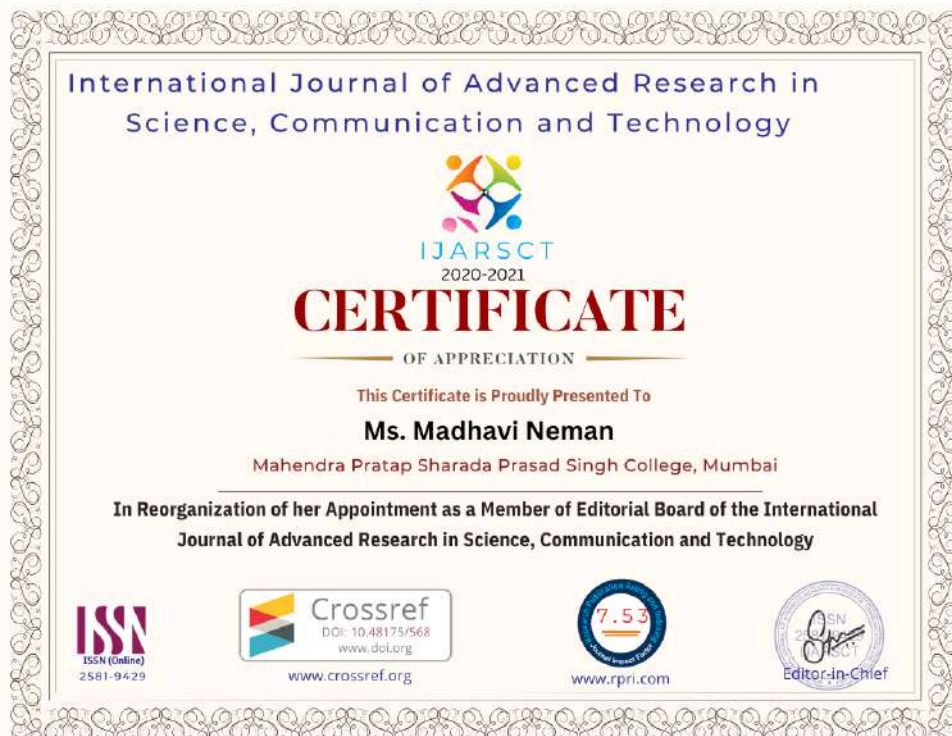 International Journal of Advanced Research in
Science, Communication and Technology
IJARSCT
2020-2021
CERTIFICATE
OF APPRECIATION
This Certificate is Proudly Presented To
Ms. Madhavi Neman
Mahendra Pratap Sharada Prasad Singh College, Mumbai
In Reorganization of her Appointment as a Member of Editorial Board of the International
Journal of Advanced Research in Science, Communication and Technology
ISSN
ISSN (Online)
2581-9429
Crossref
DOI: 10.48175/568
www.doi.org
www.crossref.org
7.53
Journal Impact Factor
www.rpri.com
ISSN
Editor-in-Chief